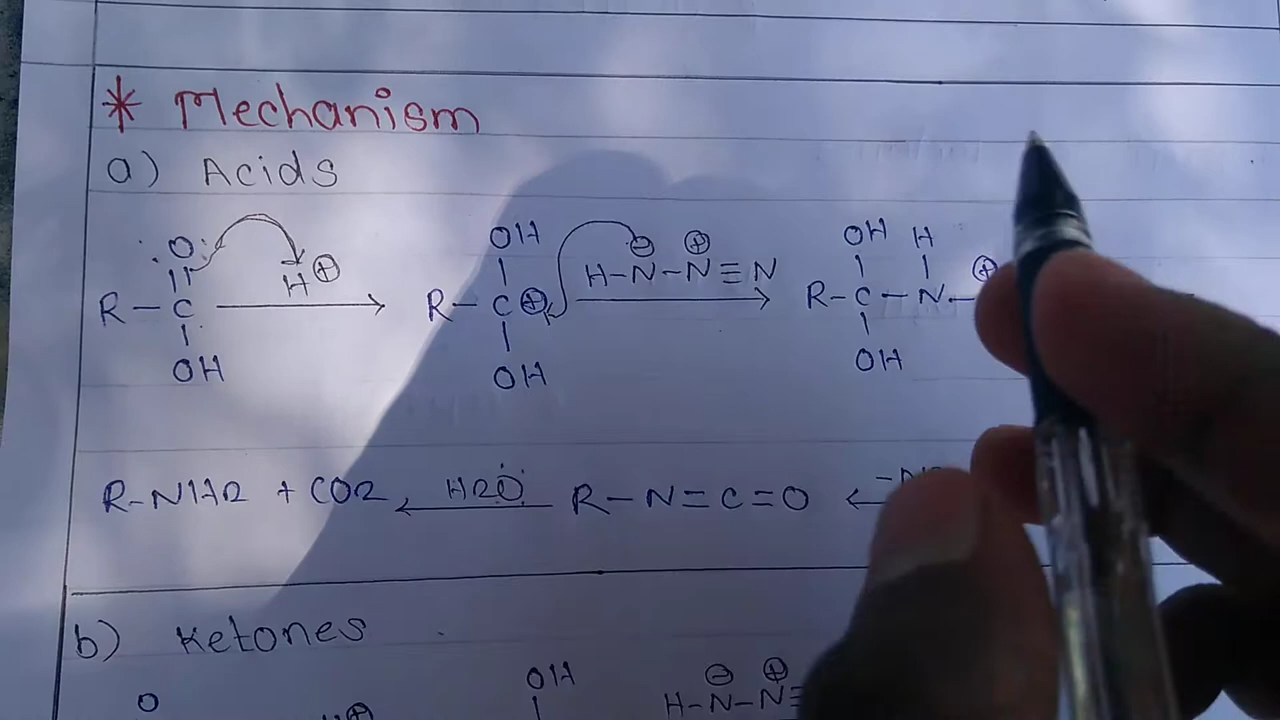 * Mechanism
a) Acids
:O: H⊕ OH ⊖ ⊕ OH H
|| | H-N-N≡N | | ⊕
R-C → R-C⊕ → R-C-N-
| | |
OH OH OH
R-NH2 + CO2, ← H2O R-N=C=O ←
b) Ketones
O OH ⊖ ⊕
⊕ | H-N-N≡